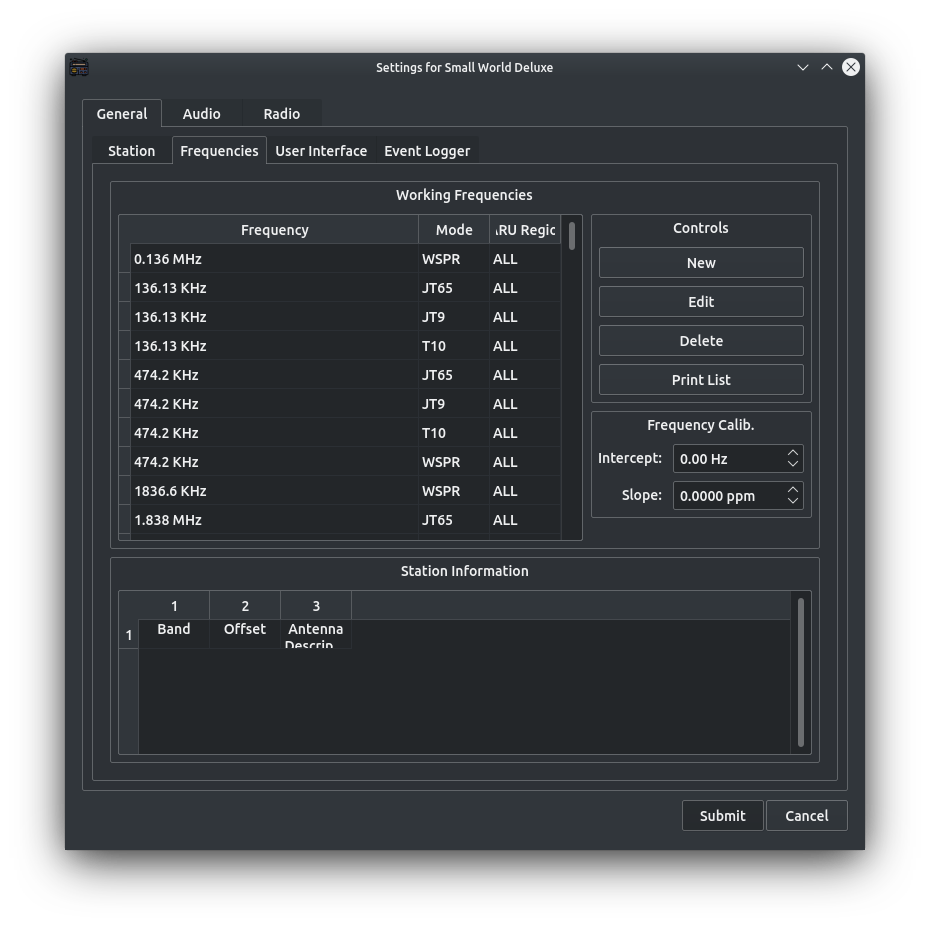 Settings for Small World Deluxe
General Audio Radio
Station Frequencies User Interface Event Logger
Working Frequencies
Frequency Mode ARU Regic
0.136 MHz WSPR ALL
136.13 KHz JT65 ALL
136.13 KHz JT9 ALL
136.13 KHz T10 ALL
474.2 KHz JT65 ALL
474.2 KHz JT9 ALL
474.2 KHz T10 ALL
474.2 KHz WSPR ALL
1836.6 KHz WSPR ALL
1.838 MHz JT65 ALL
Controls
New
Edit
Delete
Print List
Frequency Calib.
Intercept: 0.00 Hz
Slope: 0.0000 ppm
Station Information
1 2 3
1 Band Offset Antenna
Descrip
Submit Cancel